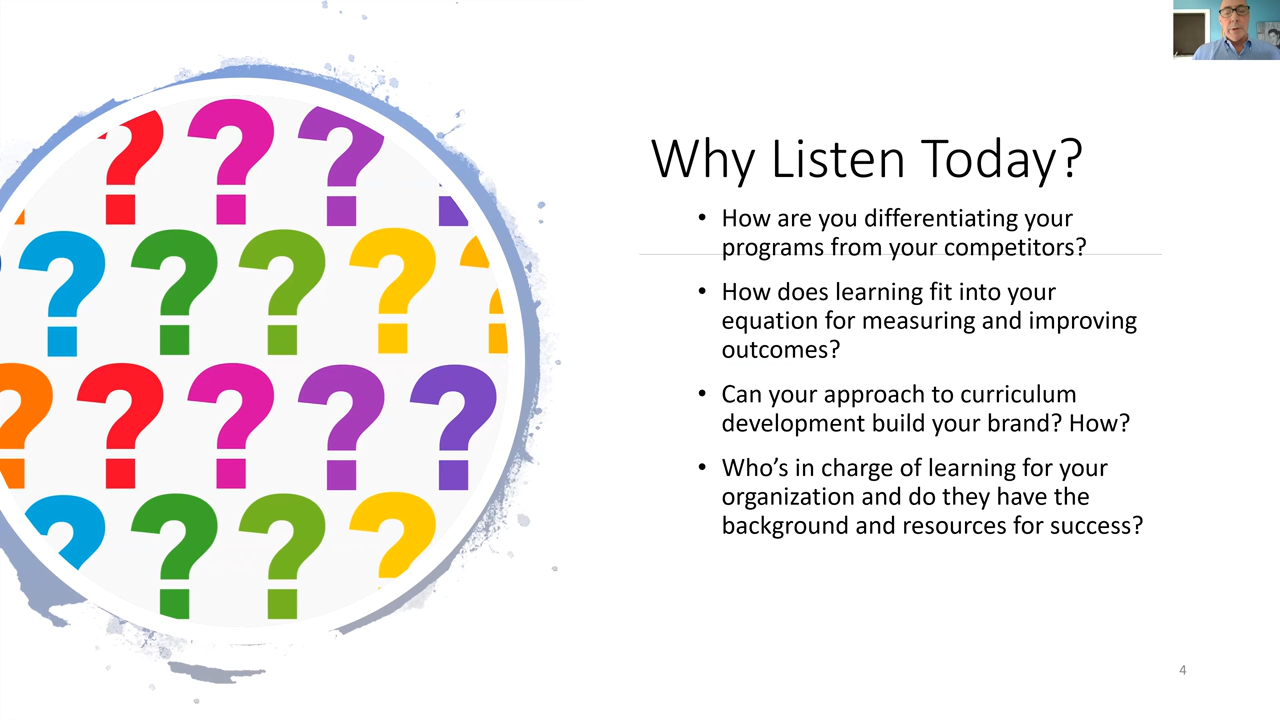 Why Listen Today?
• How are you differentiating your
programs from your competitors?
• How does learning fit into your
equation for measuring and improving
outcomes?
• Can your approach to curriculum
development build your brand? How?
• Who’s in charge of learning for your
organization and do they have the
background and resources for success?
4